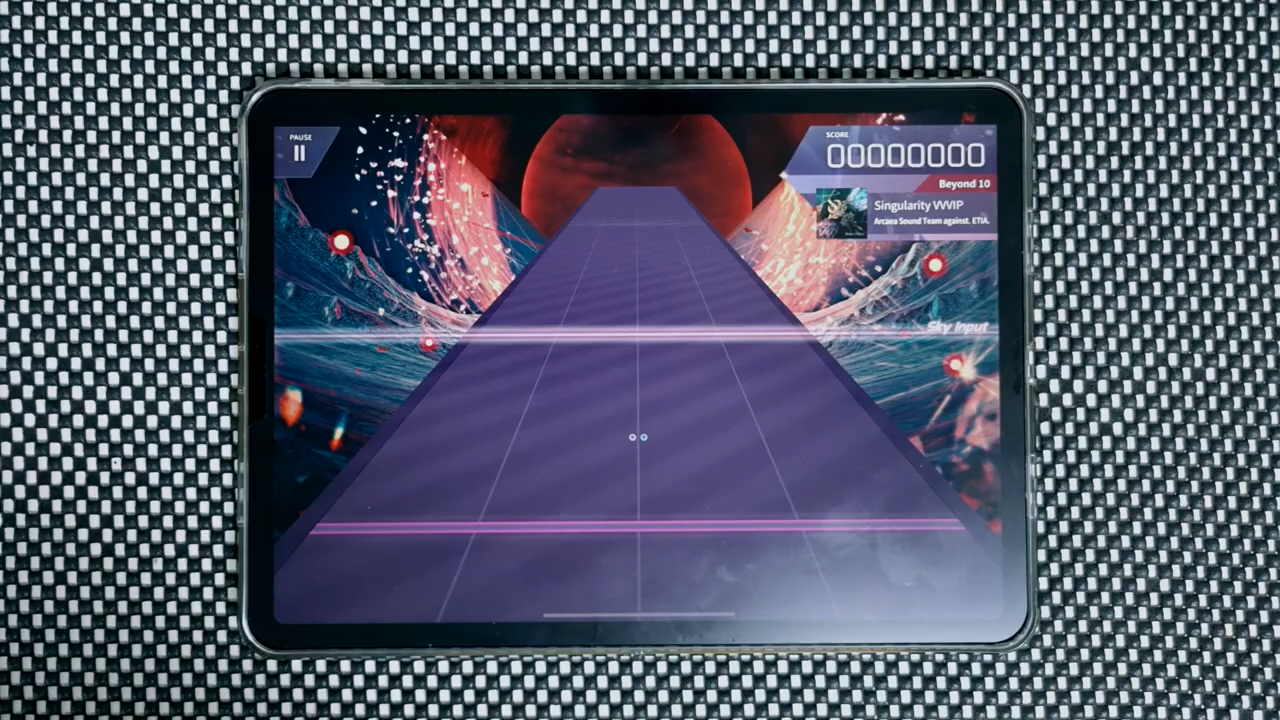 PAUSE
SCORE
00000000
Beyond 10
Singularity VVVIP
Arcaea Sound Team against. ETIA.
Sky Input